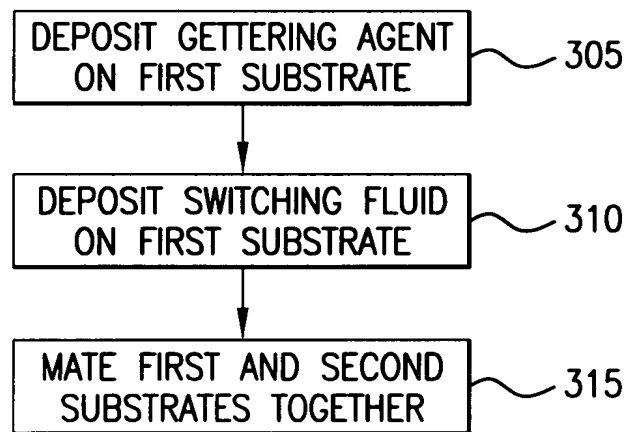 DEPOSIT GETTERING AGENT
ON FIRST SUBSTRATE
305
DEPOSIT SWITCHING FLUID
ON FIRST SUBSTRATE
310
MATE FIRST AND SECOND
SUBSTRATES TOGETHER
315